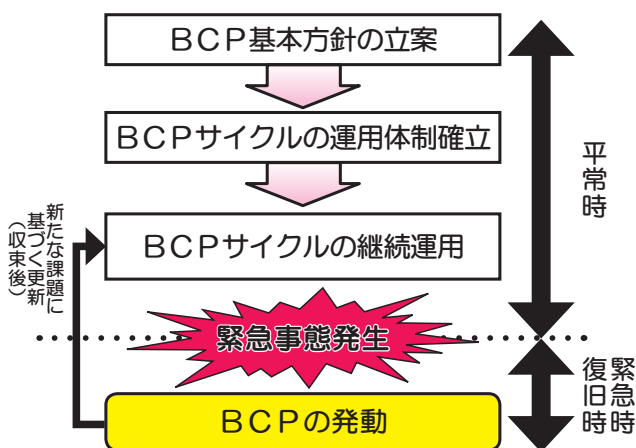 BCP基本方針の立案
BCPサイクルの運用体制確立
BCPサイクルの継続運用
緊急事態発生
BCPの発動
新たな課題に
基づく更新
(収束後)
平常時
緊急時
復旧時